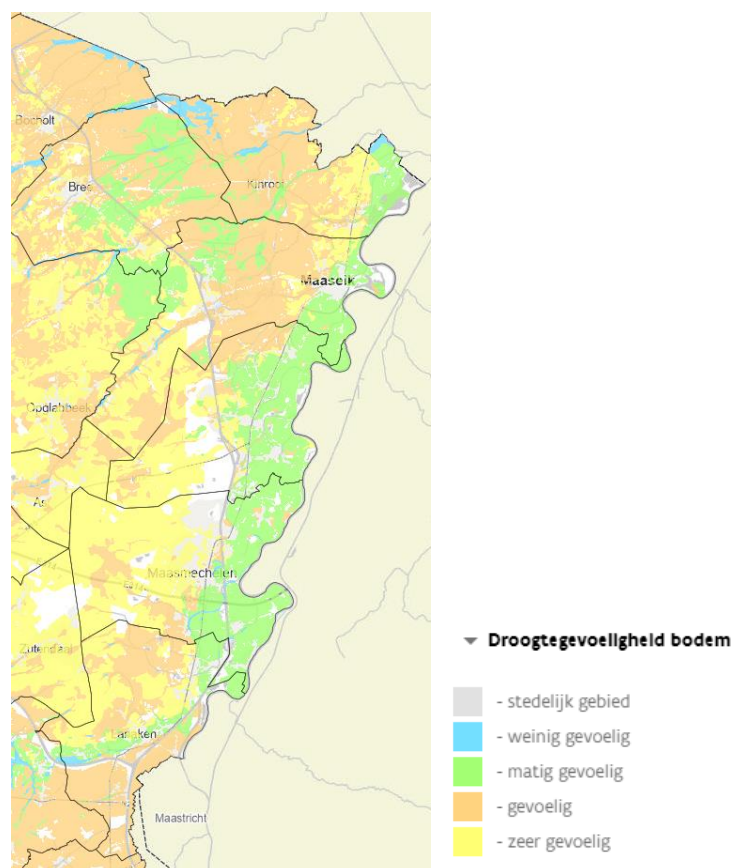 Bocholt
Bree
Kinrooi
Maaseik
Opglabbeek
As
Maasmechelen
Zutendaal
Lanaken
Maastricht
Droogtegevoeligheid bodem
- stedelijk gebied
- weinig gevoelig
- matig gevoelig
- gevoelig
- zeer gevoelig